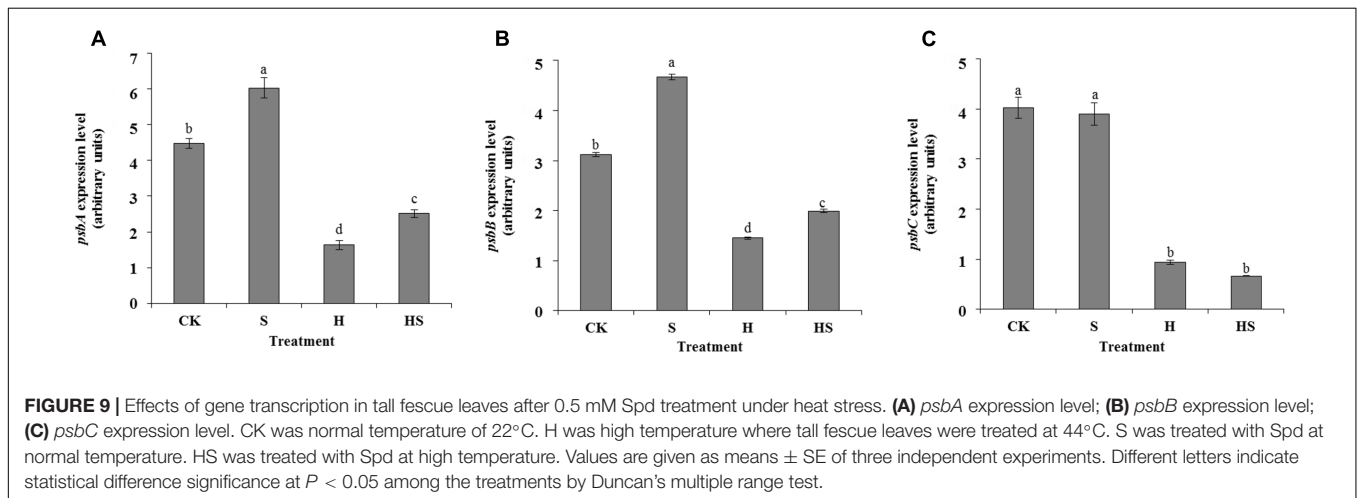 A
psbA expression level
(arbitrary units)
7
6
5
4
3
2
1
0
b
a
d
c
CK
S
H
HS
Treatment
B
psbB expression level
(arbitrary units)
5
4
3
2
1
0
b
a
d
c
CK
S
H
HS
Treatment
C
psbC expression level
(arbitrary units)
5
4
3
2
1
0
a
a
b
b
CK
S
H
HS
Treatment
FIGURE 9 | Effects of gene transcription in tall fescue leaves after 0.5 mM Spd treatment under heat stress. (A) psbA expression level; (B) psbB expression level;
(C) psbC expression level. CK was normal temperature of 22°C. H was high temperature where tall fescue leaves were treated at 44°C. S was treated with Spd at
normal temperature. HS was treated with Spd at high temperature. Values are given as means ± SE of three independent experiments. Different letters indicate
statistical difference significance at P < 0.05 among the treatments by Duncan's multiple range test.